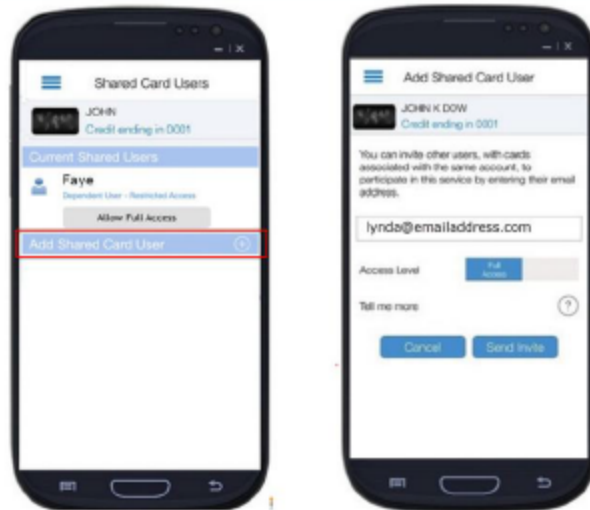 Shared Card Users
JOHN
Credit ending in 0001
Current Shared Users
Faye
Dependent User - Restricted Access
Allow Full Access
Add Shared Card User
Add Shared Card User
JOHN K DOW
Credit ending in 0001
You can invite other users, with cards
associated with the same account, to
participate in this service by entering their email
address.
lynda@emailaddress.com
Access Level
Full
Access
Tell me more
?
Cancel
Send Invite